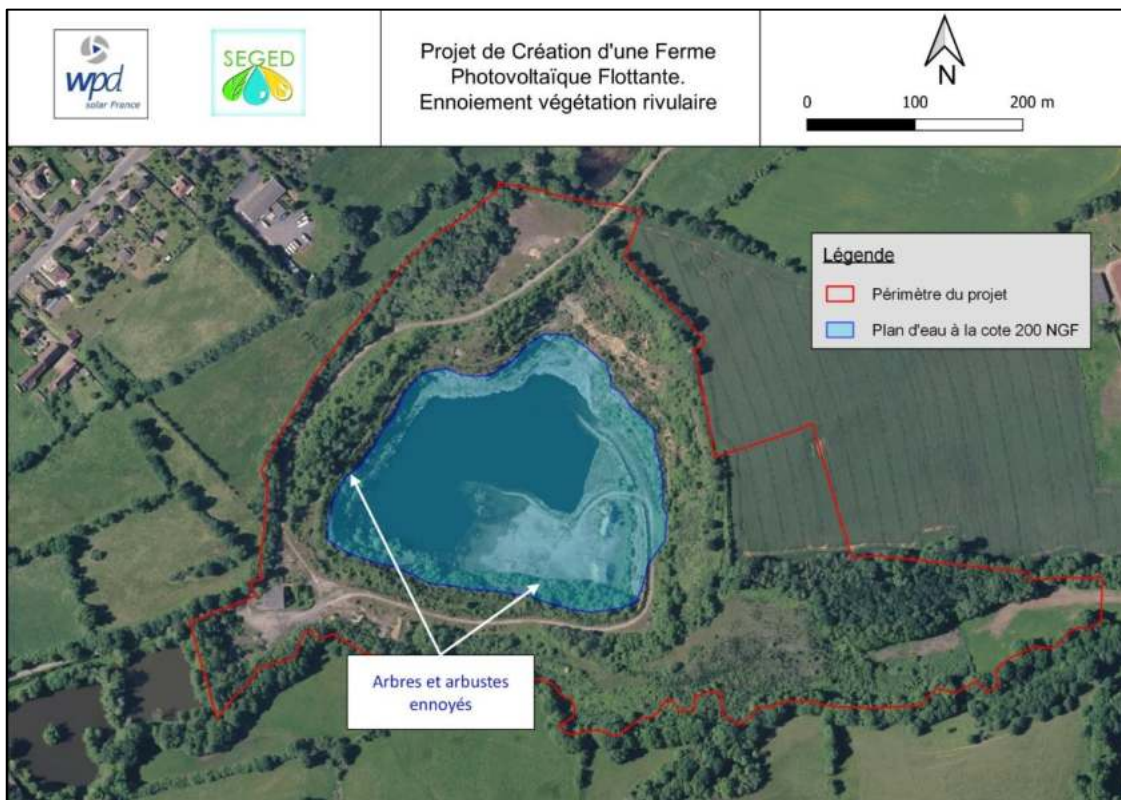 wpd
solar France
SEGED
Projet de Création d'une Ferme
Photovoltaïque Flottante.
Ennoiement végétation rivulaire
N
0 100 200 m
Légende
Périmètre du projet
Plan d'eau à la cote 200 NGF
Arbres et arbustes
ennoyés